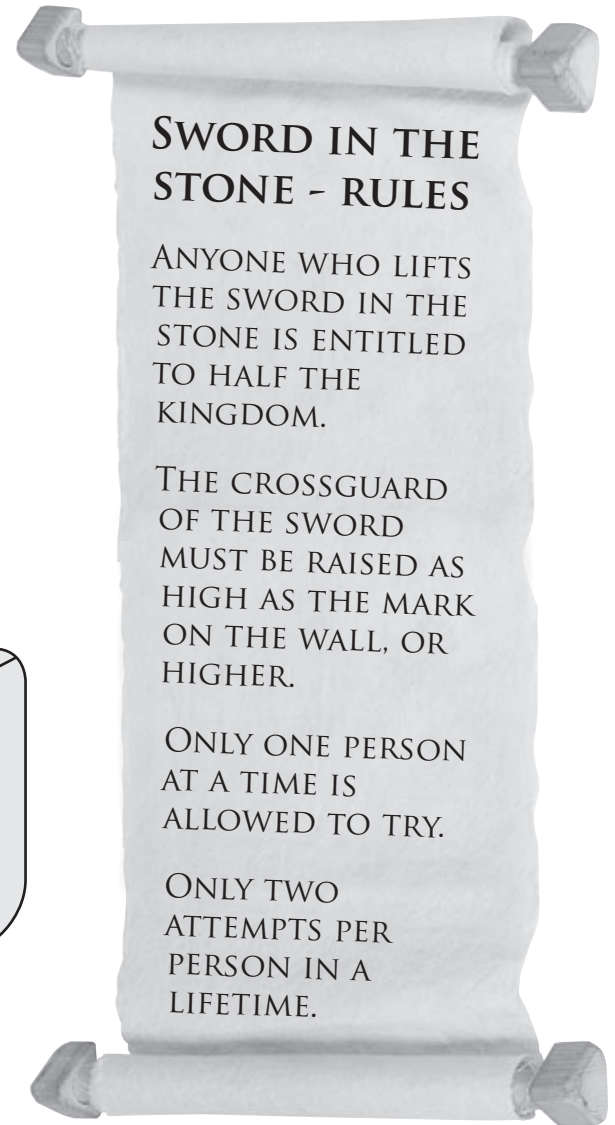 SWORD IN THE
STONE - RULES
ANYONE WHO LIFTS
THE SWORD IN THE
STONE IS ENTITLED
TO HALF THE
KINGDOM.
THE CROSSGUARD
OF THE SWORD
MUST BE RAISED AS
HIGH AS THE MARK
ON THE WALL, OR
HIGHER.
ONLY ONE PERSON
AT A TIME IS
ALLOWED TO TRY.
ONLY TWO
ATTEMPTS PER
PERSON IN A
LIFETIME.